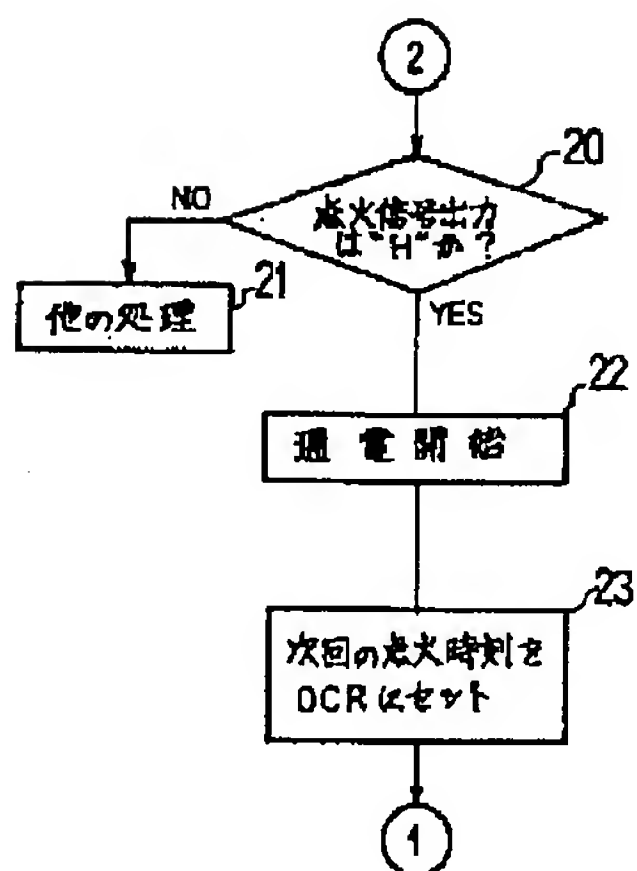 2
20
点火信号出力
は"H"か?
NO
21
他の処理
YES
22
通電開始
23
次回の点火時刻を
OCRにセット
1